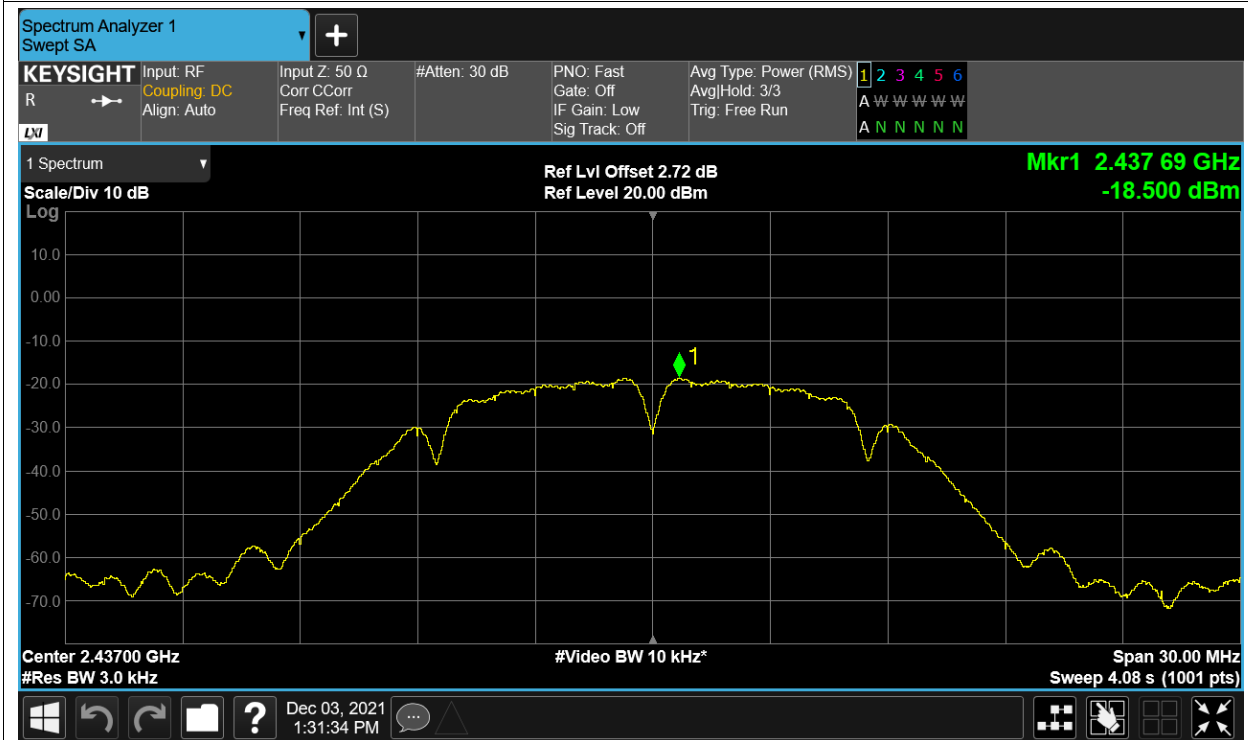 Spectrum Analyzer 1
Swept SA
+
KEYSIGHT
R
LXI
Input: RF
Coupling: DC
Align: Auto
Input Z: 50 Ω
Corr CCorr
Freq Ref: Int (S)
#Atten: 30 dB
PNO: Fast
Gate: Off
IF Gain: Low
Sig Track: Off
Avg Type: Power (RMS)
Avg|Hold: 3/3
Trig: Free Run
1 2 3 4 5 6
A W W W W W
A N N N N N
1 Spectrum
Scale/Div 10 dB
Log
Ref Lvl Offset 2.72 dB
Ref Level 20.00 dBm
Mkr1 2.437 69 GHz
-18.500 dBm
10.0
0.00
-10.0
-20.0
-30.0
-40.0
-50.0
-60.0
-70.0
1
Center 2.43700 GHz
#Res BW 3.0 kHz
#Video BW 10 kHz*
Span 30.00 MHz
Sweep 4.08 s (1001 pts)
?
Dec 03, 2021
1:31:34 PM